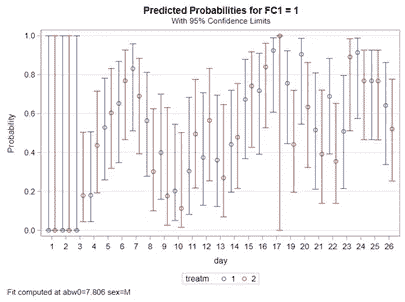 Predicted Probabilities for FC1 = 1
With 95% Confidence Limits
1.0
0.8
0.6
0.4
0.2
0.0
Probability
1 2 3 4 5 6 7 8 9 10 11 12 13 14 15 16 17 18 19 20 21 22 23 24 25 26
day
treatm 1 2
Fit computed at abw0=7.806 sex=M